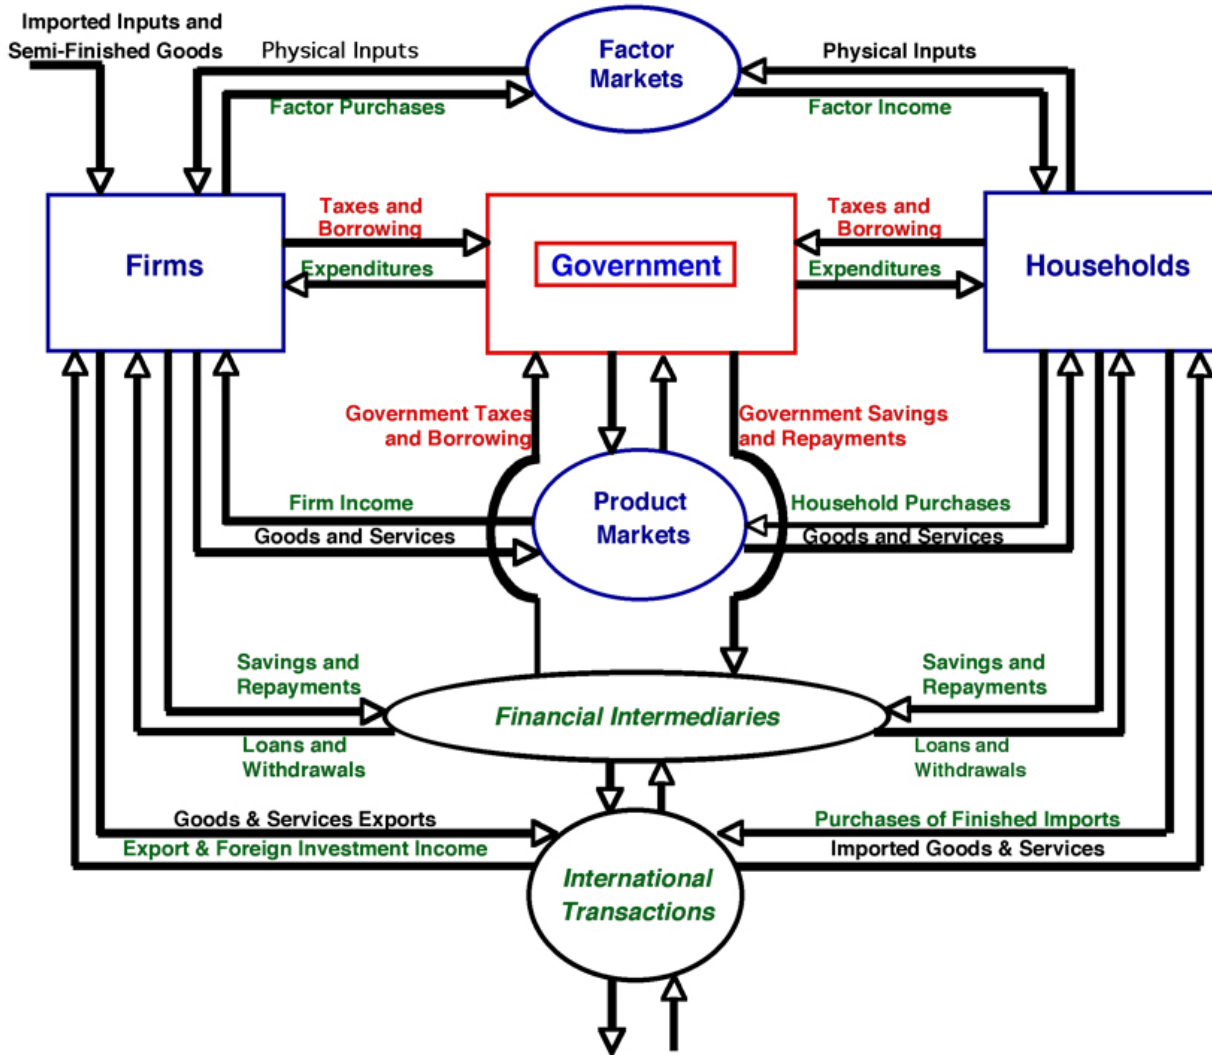 Imported Inputs and
Semi-Finished Goods
Physical Inputs
Factor Purchases
Factor
Markets
Physical Inputs
Factor Income
Firms
Taxes and
Borrowing
Expenditures
Government
Taxes and
Borrowing
Expenditures
Households
Government Taxes
and Borrowing
Government Savings
and Repayments
Firm Income
Goods and Services
Product
Markets
Household Purchases
Goods and Services
Savings and
Repayments
Loans and
Withdrawals
Financial Intermediaries
Savings and
Repayments
Loans and
Withdrawals
Goods & Services Exports
Export & Foreign Investment Income
International
Transactions
Purchases of Finished Imports
Imported Goods & Services